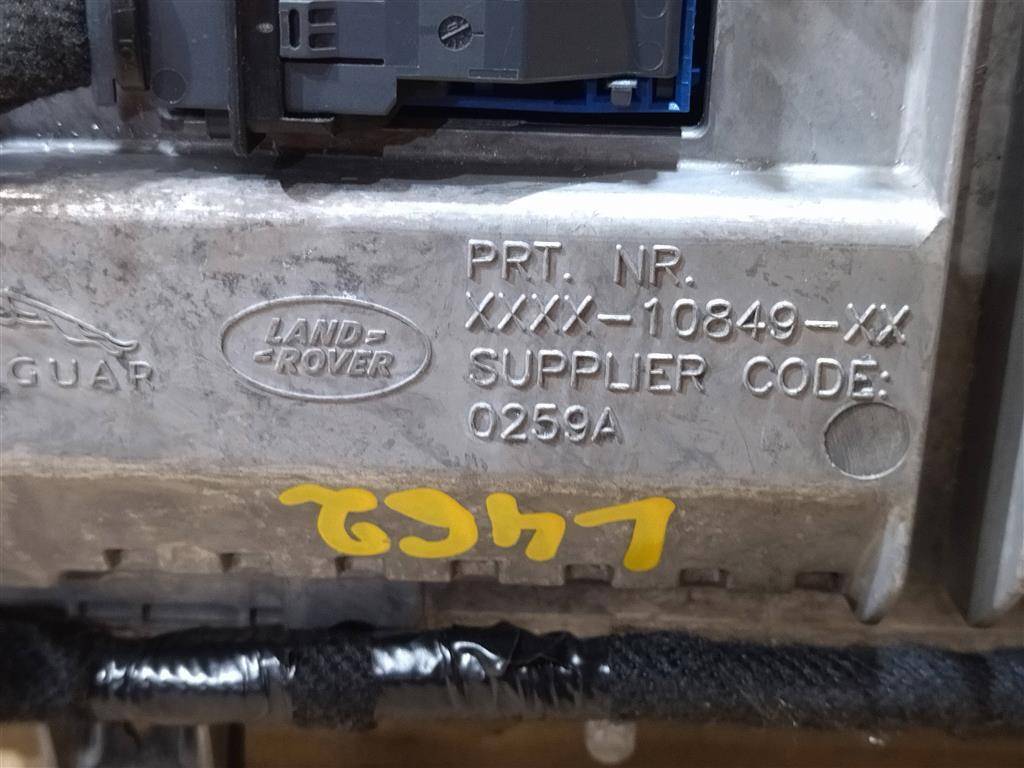 PRT. NR.
XXXX-10849-XX
SUPPLIER CODE:
0259A
GUAR
LAND
ROVER
L462